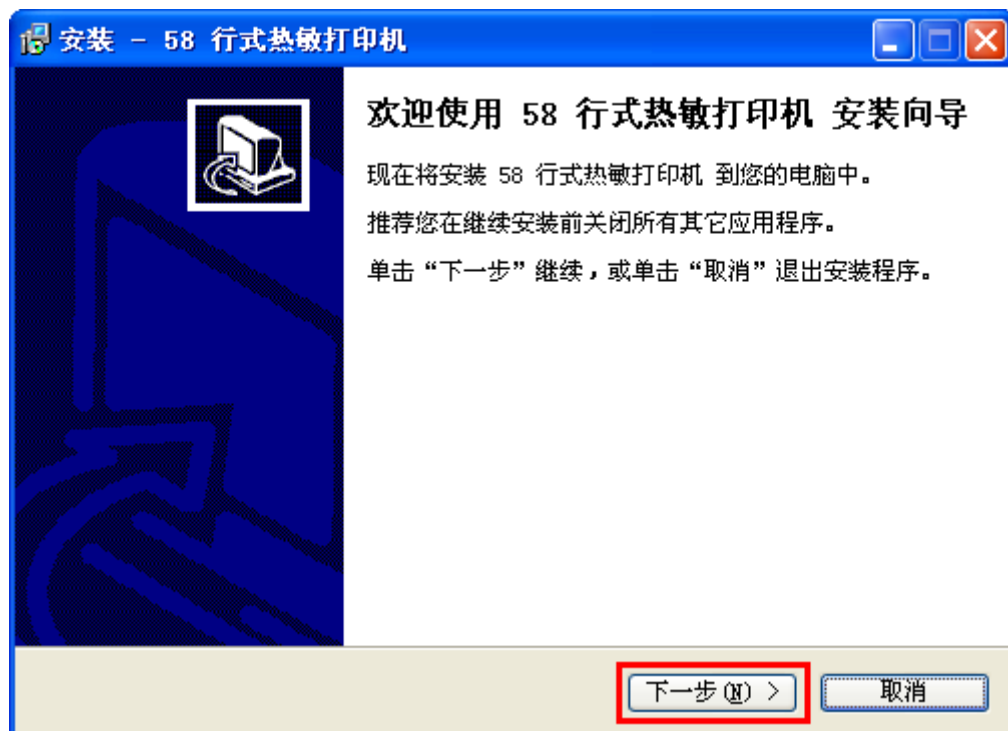 安装 - 58 行式热敏打印机
欢迎使用 58 行式热敏打印机 安装向导
现在将安装 58 行式热敏打印机 到您的电脑中。
推荐您在继续安装前关闭所有其它应用程序。
单击“下一步”继续，或单击“取消”退出安装程序。
下一步(N) >
取消